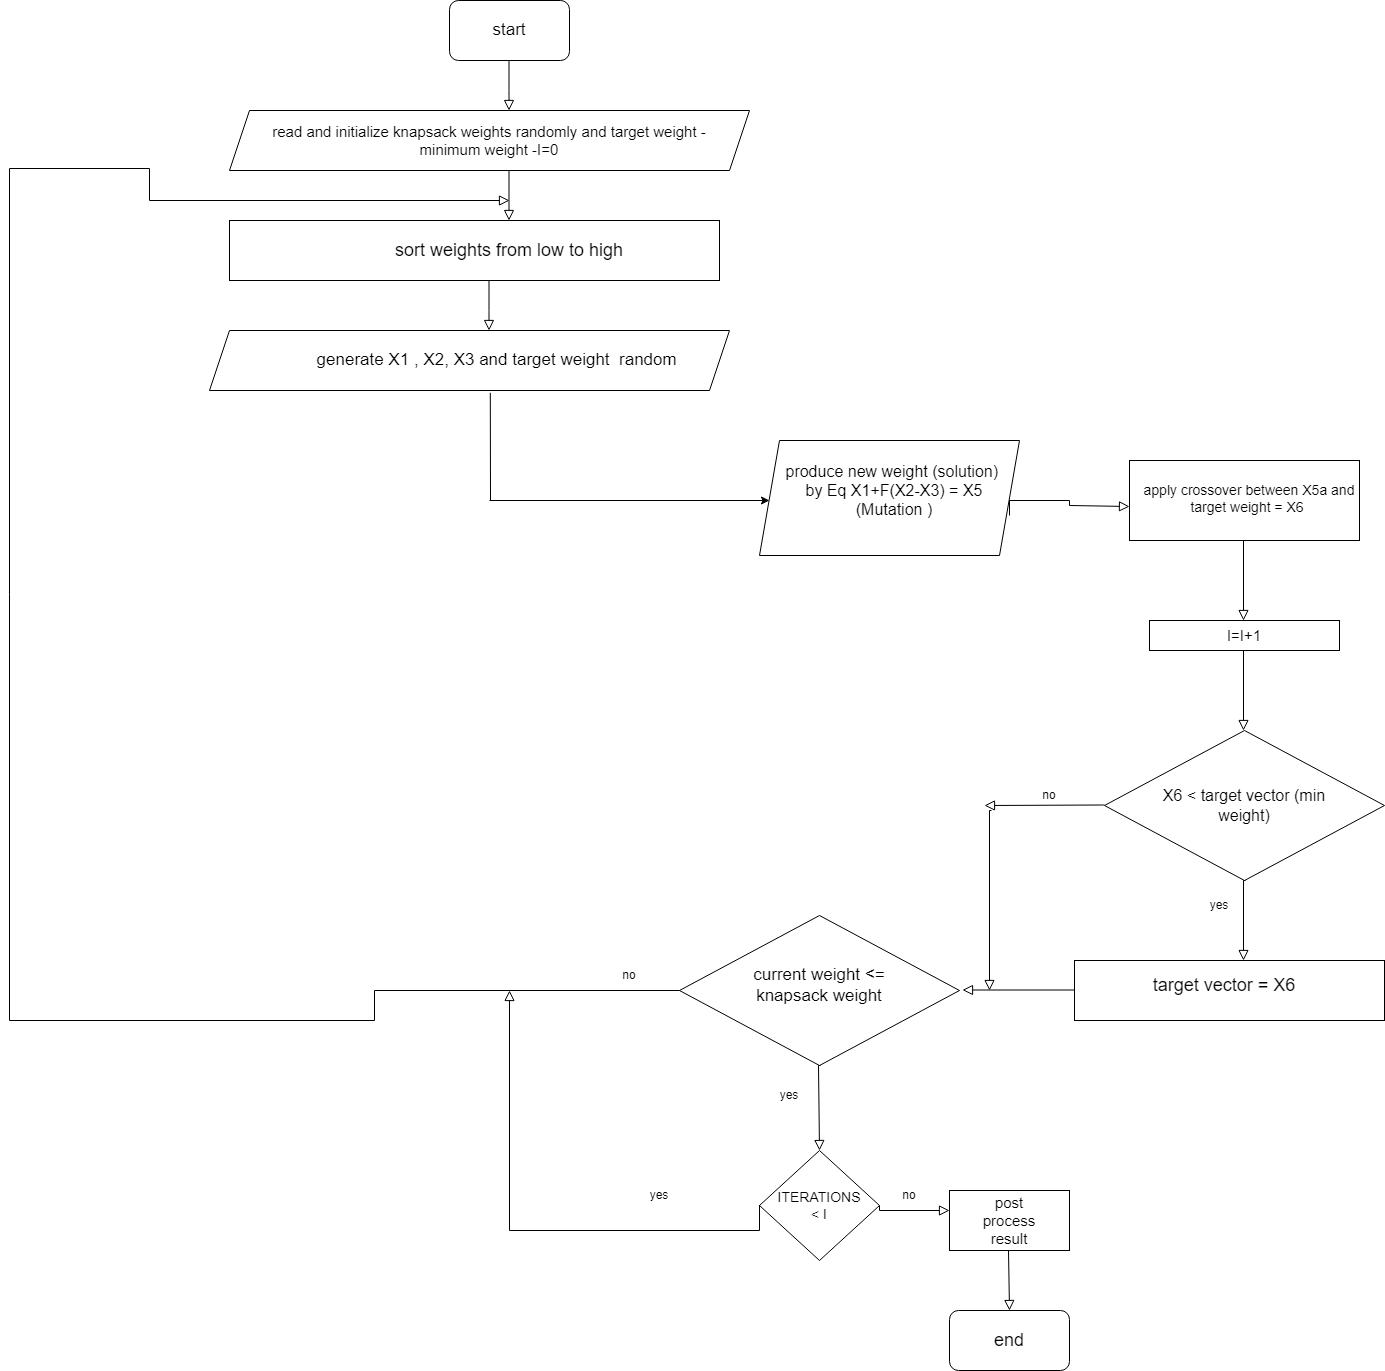 start
read and initialize knapsack weights randomly and target weight -
minimum weight -I=0
sort weights from low to high
generate X1 , X2, X3 and target weight  random
produce new weight (solution)
by Eq X1+F(X2-X3) = X5
(Mutation )
apply crossover between X5a and
target weight = X6
I=I+1
X6 < target vector (min
weight)
no
yes
target vector = X6
current weight <=
knapsack weight
no
yes
ITERATIONS
< I
yes
no
post
process
result
end